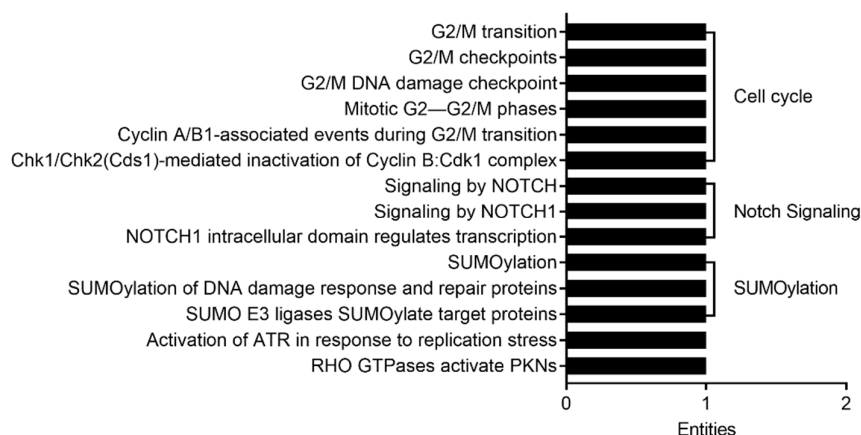 G2/M transition
G2/M checkpoints
G2/M DNA damage checkpoint
Mitotic G2—G2/M phases
Cyclin A/B1-associated events during G2/M transition
Chk1/Chk2(Cds1)-mediated inactivation of Cyclin B:Cdk1 complex
Signaling by NOTCH
Signaling by NOTCH1
NOTCH1 intracellular domain regulates transcription
SUMOylation
SUMOylation of DNA damage response and repair proteins
SUMO E3 ligases SUMOylate target proteins
Activation of ATR in response to replication stress
RHO GTPases activate PKNs
Cell cycle
Notch Signaling
SUMOylation
0 1 2
Entities